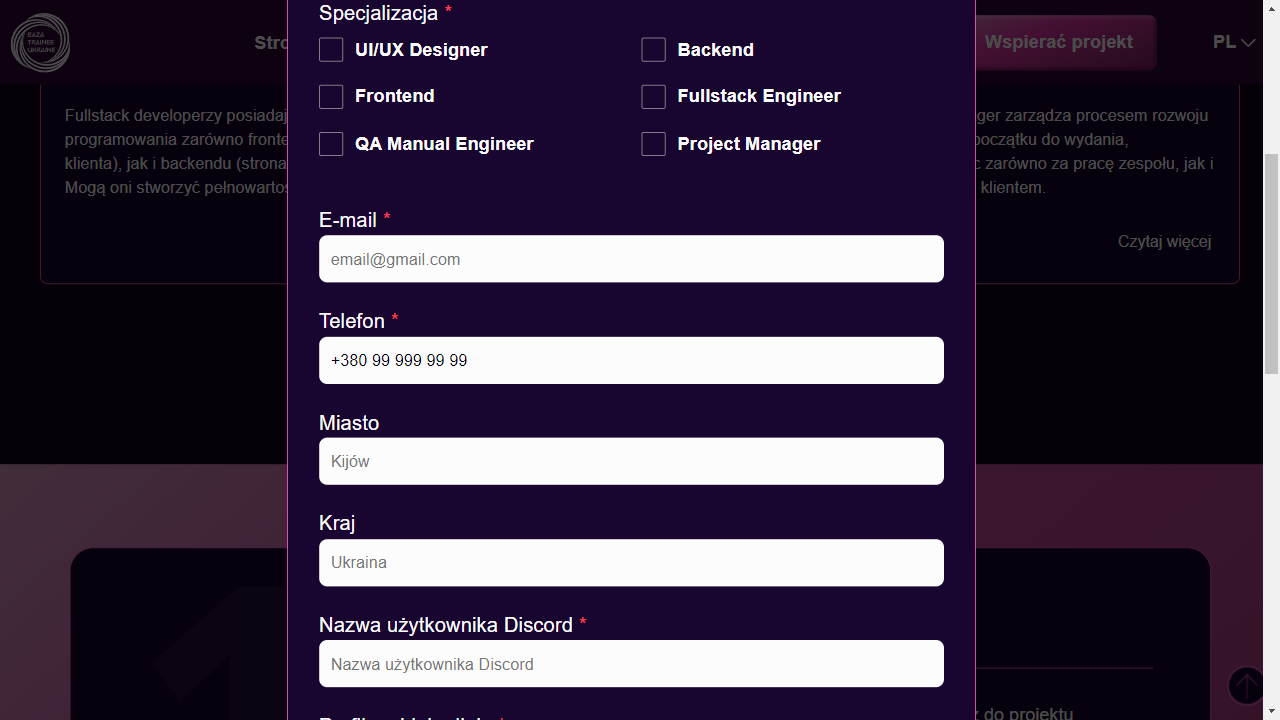 BAZA
TRAINEE
UKRAINE
Stro
Wspierać projekt
PL
Specjalizacja *
UI/UX Designer
Backend
Frontend
Fullstack Engineer
QA Manual Engineer
Project Manager
Fullstack developerzy posiadaj
programowania zarówno fronte
klienta), jak i backendu (strona
Mogą oni stworzyć pełnowartoś
ger zarządza procesem rozwoju
początku do wydania,
c zarówno za pracę zespołu, jak i
klientem.
Czytaj więcej
E-mail *
email@gmail.com
Telefon *
+380 99 999 99 99
Miasto
Kijów
Kraj
Ukraina
Nazwa użytkownika Discord *
Nazwa użytkownika Discord
do projektu